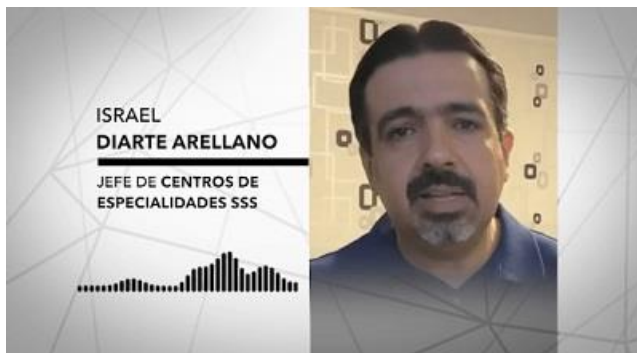 ISRAEL
DIARTE ARELLANO
JEFE DE CENTROS DE
ESPECIALIDADES SSS